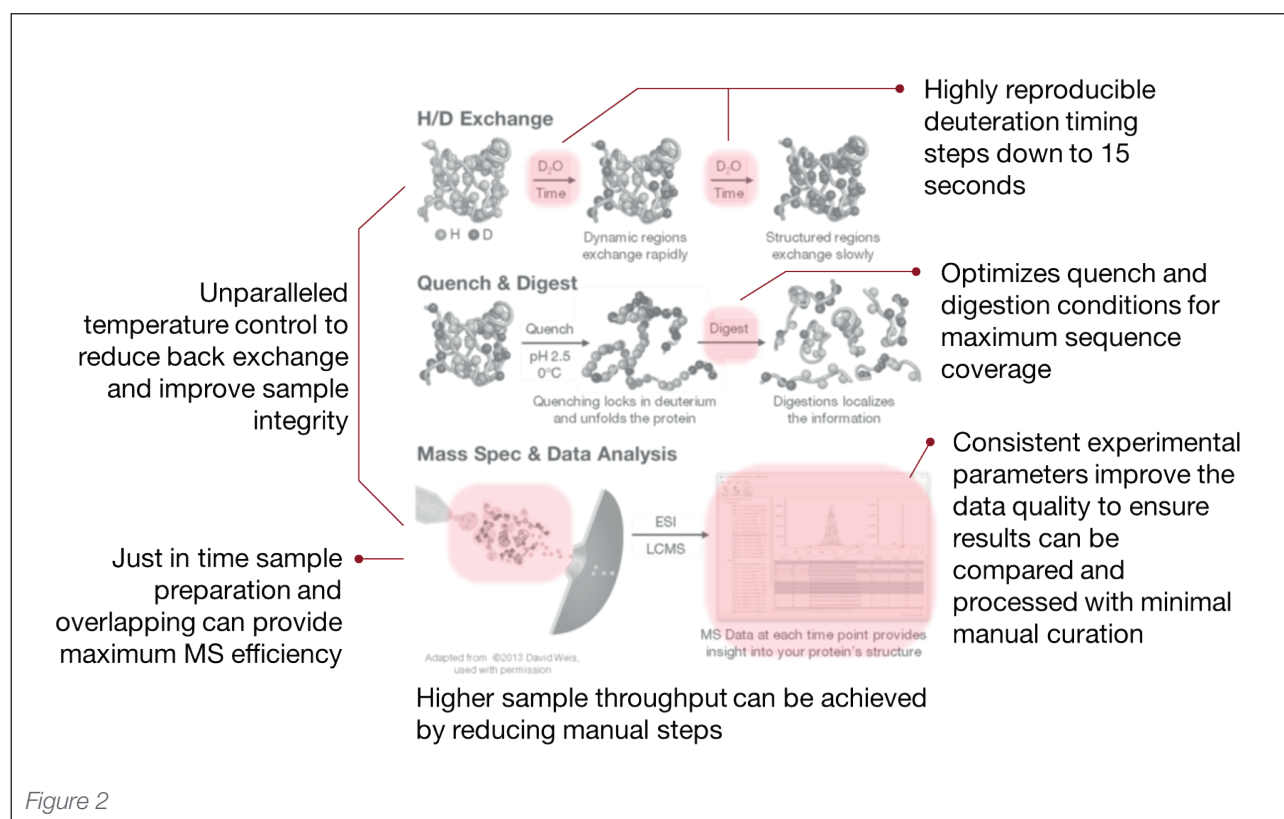 H/D Exchange
D₂O
Time
D₂O
Time
H D
Dynamic regions
exchange rapidly
Structured regions
exchange slowly
Highly reproducible
deuteration timing
steps down to 15
seconds
Unparalleled
temperature control to
reduce back exchange
and improve sample
integrity
Quench & Digest
Quench
pH 2.5
0°C
Digest
Quenching locks in deuterium
and unfolds the protein
Digestions localizes
the information
Optimizes quench and
digestion conditions for
maximum sequence
coverage
Mass Spec & Data Analysis
ESI
LCMS
MS Data at each time point provides
insight into your protein's structure
Consistent experimental
parameters improve the
data quality to ensure
results can be
compared and
processed with minimal
manual curation
Just in time sample
preparation and
overlapping can provide
maximum MS efficiency
Adapted from ©2013 David Weis,
used with permission
Higher sample throughput can be achieved
by reducing manual steps
Figure 2